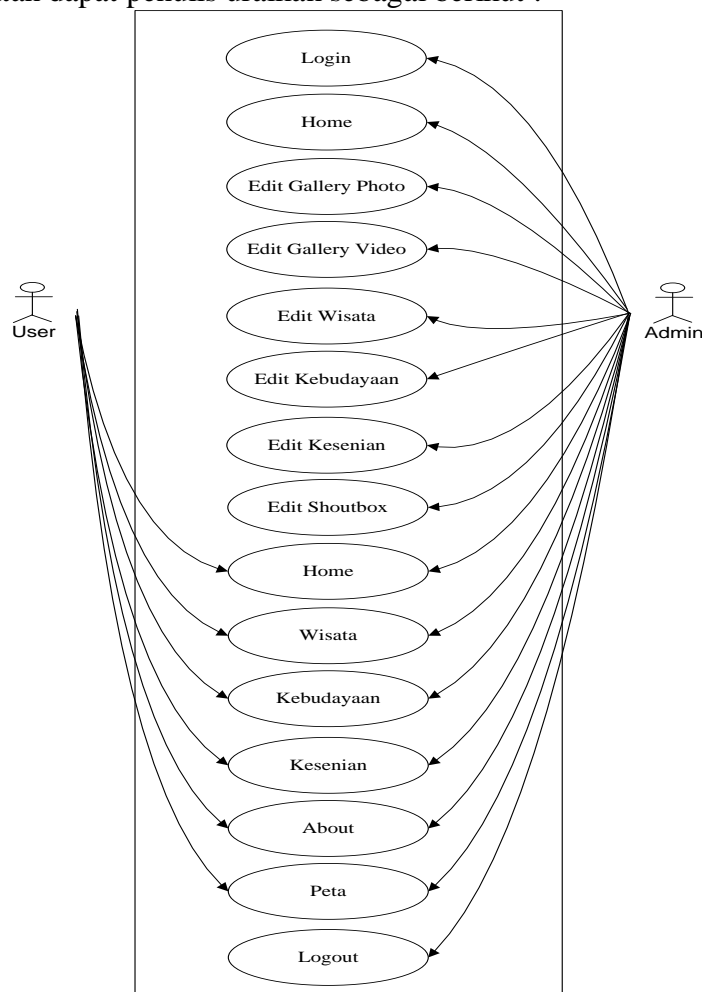 Login
Home
Edit Gallery Photo
Edit Gallery Video
Edit Wisata
User
Admin
Edit Kebudayaan
Edit Kesenian
Edit Shoutbox
Home
Wisata
Kebudayaan
Kesenian
About
Peta
Logout